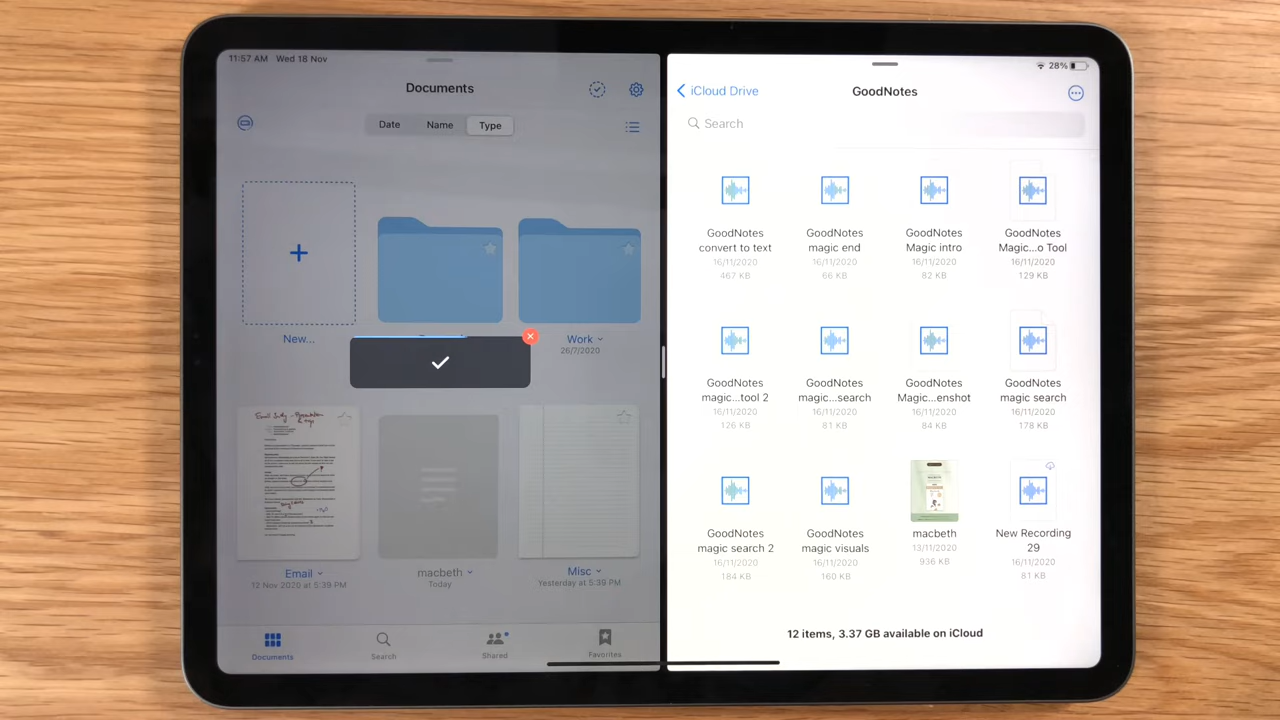 11:57 AM Wed 18 Nov
Documents
Date Name Type
New...
Work
26/7/2020
Email
12 Nov 2020 at 5:39 PM
macbeth
Today
Misc
Yesterday at 5:39 PM
Documents
Search
Shared
Favorites
28%
iCloud Drive
GoodNotes
Search
GoodNotes
convert to text
16/11/2020
467 KB
GoodNotes
magic end
16/11/2020
66 KB
GoodNotes
Magic intro
16/11/2020
82 KB
GoodNotes
Magic...o Tool
16/11/2020
129 KB
GoodNotes
magic...tool 2
16/11/2020
126 KB
GoodNotes
magic...search
16/11/2020
81 KB
GoodNotes
Magic...enshot
16/11/2020
84 KB
GoodNotes
magic search
16/11/2020
178 KB
GoodNotes
magic search 2
16/11/2020
184 KB
GoodNotes
magic visuals
16/11/2020
160 KB
macbeth
13/11/2020
936 KB
New Recording
29
16/11/2020
81 KB
12 items, 3.37 GB available on iCloud